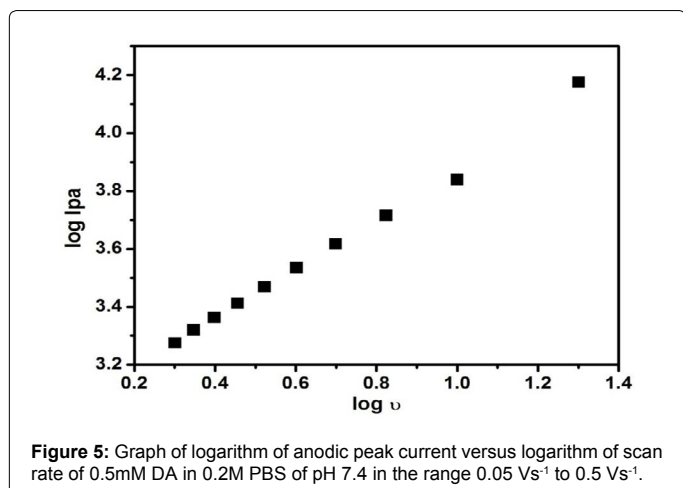 4.2
4.0
3.8
3.6
3.4
3.2
log Ipa
0.2 0.4 0.6 0.8 1.0 1.2 1.4
log υ
Figure 5: Graph of logarithm of anodic peak current versus logarithm of scan
rate of 0.5mM DA in 0.2M PBS of pH 7.4 in the range 0.05 Vs⁻¹ to 0.5 Vs⁻¹.